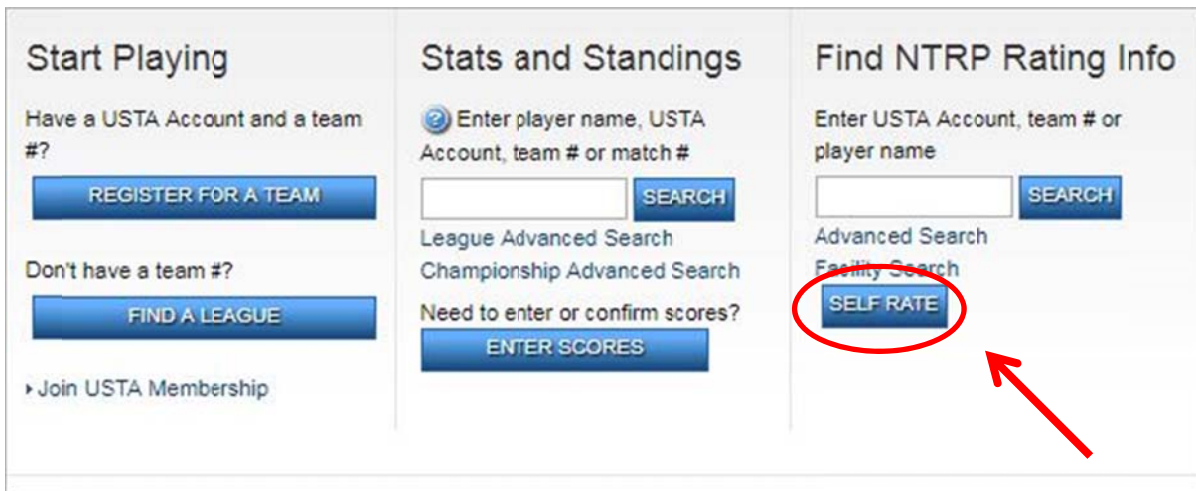 Start Playing
Have a USTA Account and a team
#?
REGISTER FOR A TEAM
Don't have a team #?
FIND A LEAGUE
Join USTA Membership
Stats and Standings
Enter player name, USTA
Account, team # or match #
SEARCH
League Advanced Search
Championship Advanced Search
Need to enter or confirm scores?
ENTER SCORES
Find NTRP Rating Info
Enter USTA Account, team # or
player name
SEARCH
Advanced Search
Facility Search
SELF RATE